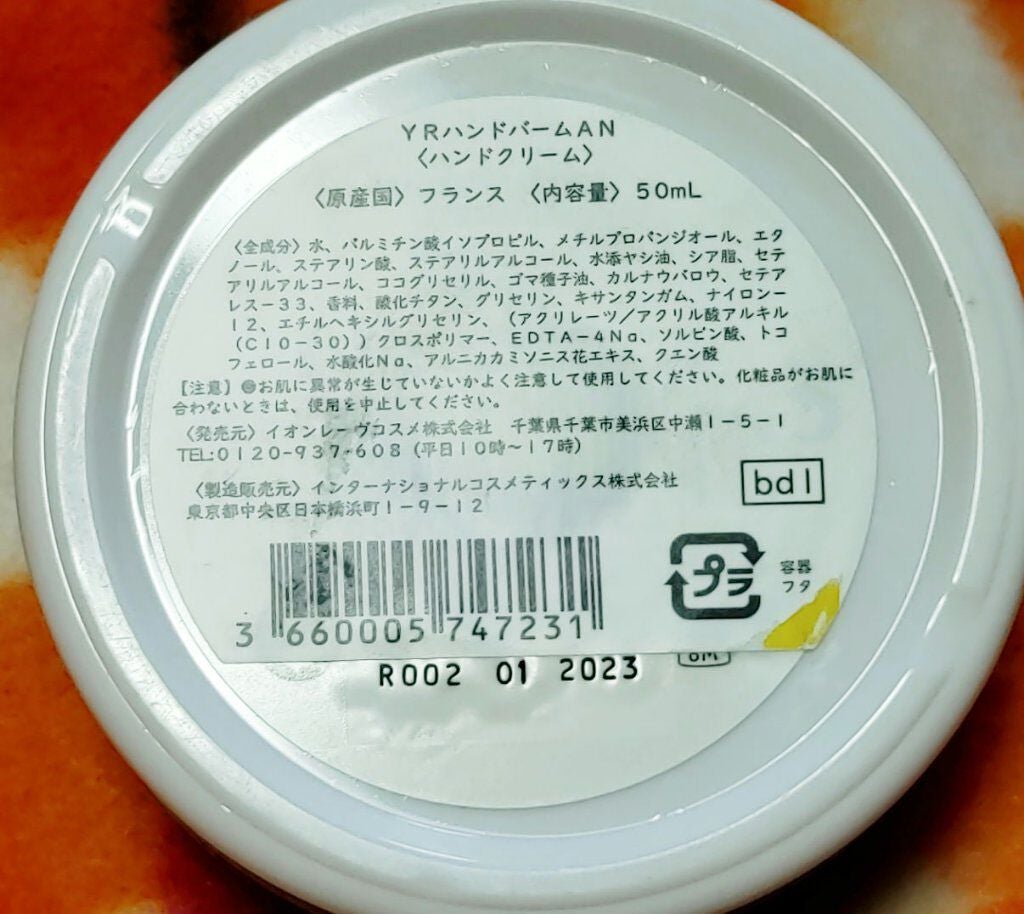 YRハンドバームAN
〈ハンドクリーム〉
〈原産国〉フランス 〈内容量〉50mL
〈全成分〉水、パルミチン酸イソプロピル、メチルプロパンジオール、エタ
ノール、ステアリン酸、ステアリルアルコール、水添ヤシ油、シア脂、セテ
アリルアルコール、ココグリセリル、ゴマ種子油、カルナウバロウ、セテア
レス－33、香料、酸化チタン、グリセリン、キサンタンガム、ナイロン－
12、エチルヘキシルグリセリン、（アクリレーツ／アクリル酸アルキル
（C10－30））クロスポリマー、EDTA－4Na、ソルビン酸、トコ
フェロール、水酸化Na、アルニカカミソニス花エキス、クエン酸
【注意】●お肌に異常が生じていないかよく注意して使用してください。化粧品がお肌に
合わないときは、使用を中止してください。
〈発売元〉イオンレーヴコスメ株式会社 千葉県千葉市美浜区中瀬1－5－1
TEL:0120-937-608（平日10時～17時）
〈製造販売元〉インターナショナルコスメティックス株式会社
東京都中央区日本橋浜町1－9－12
bd1
プラ
容器
フタ
3 660005 747231
R002 01 2023